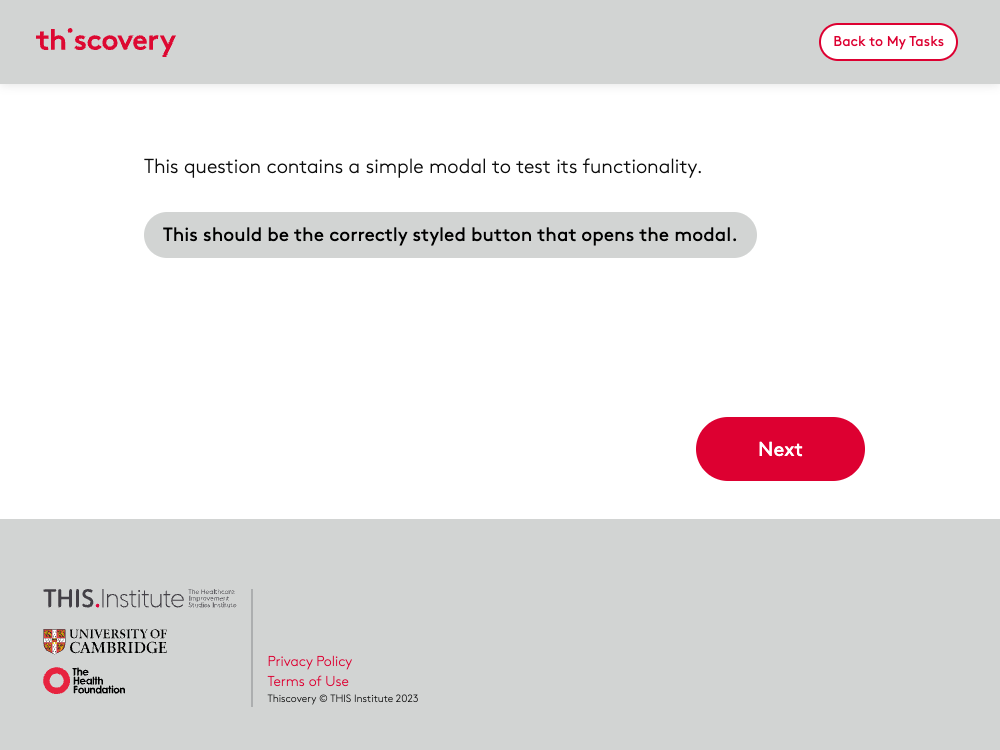 thiscovery
Back to My Tasks
This question contains a simple modal to test its functionality.
This should be the correctly styled button that opens the modal.
Next
THIS.Institute
The Healthcare
Improvement
Studies Institute
UNIVERSITY OF
CAMBRIDGE
The
Health
Foundation
Privacy Policy
Terms of Use
Thiscovery © THIS Institute 2023